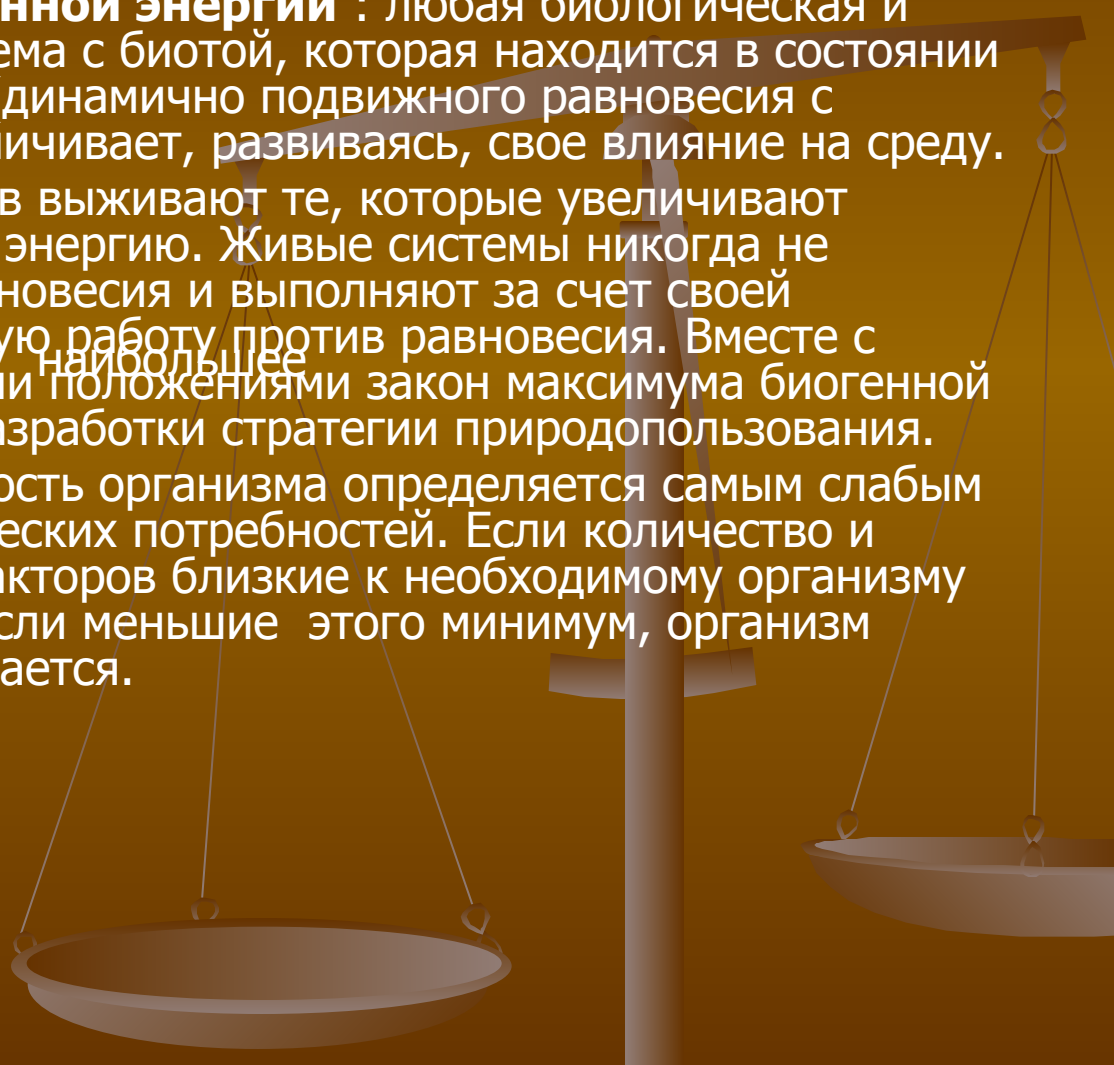 нной энергии : любая биологическая и
ема с биотой, которая находится в состоянии
динамично подвижного равновесия с
ичивает, развиваясь, свое влияние на среду.
в выживают те, которые увеличивают
энергию. Живые системы никогда не
новесия и выполняют за счет своей
ую работу против равновесия. Вместе с
наибольшее
и положениями закон максимума биогенной
азработки стратегии природопользования.
ость организма определяется самым слабым
еских потребностей. Если количество и
акторов близкие к необходимому организму
сли меньшие  этого минимум, организм
ается.